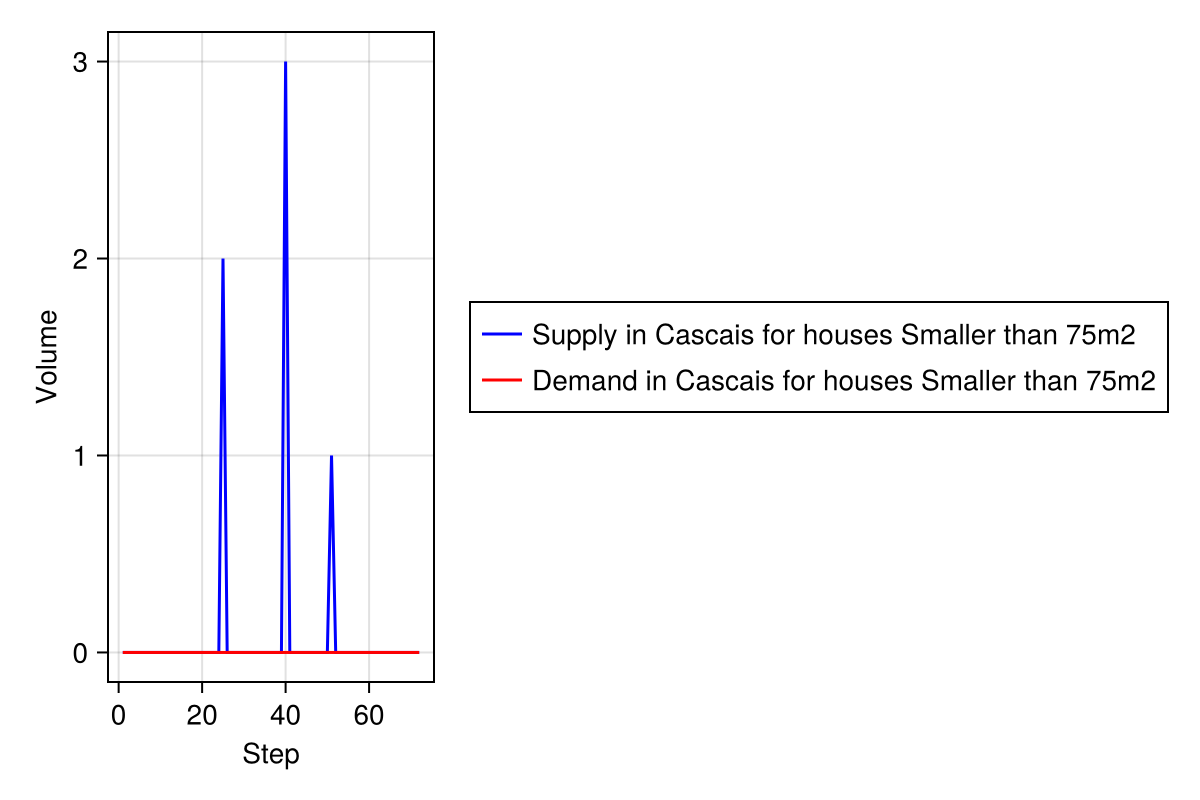 3
2
1
0
Volume
0 20 40 60
Step
Supply in Cascais for houses Smaller than 75m2
Demand in Cascais for houses Smaller than 75m2